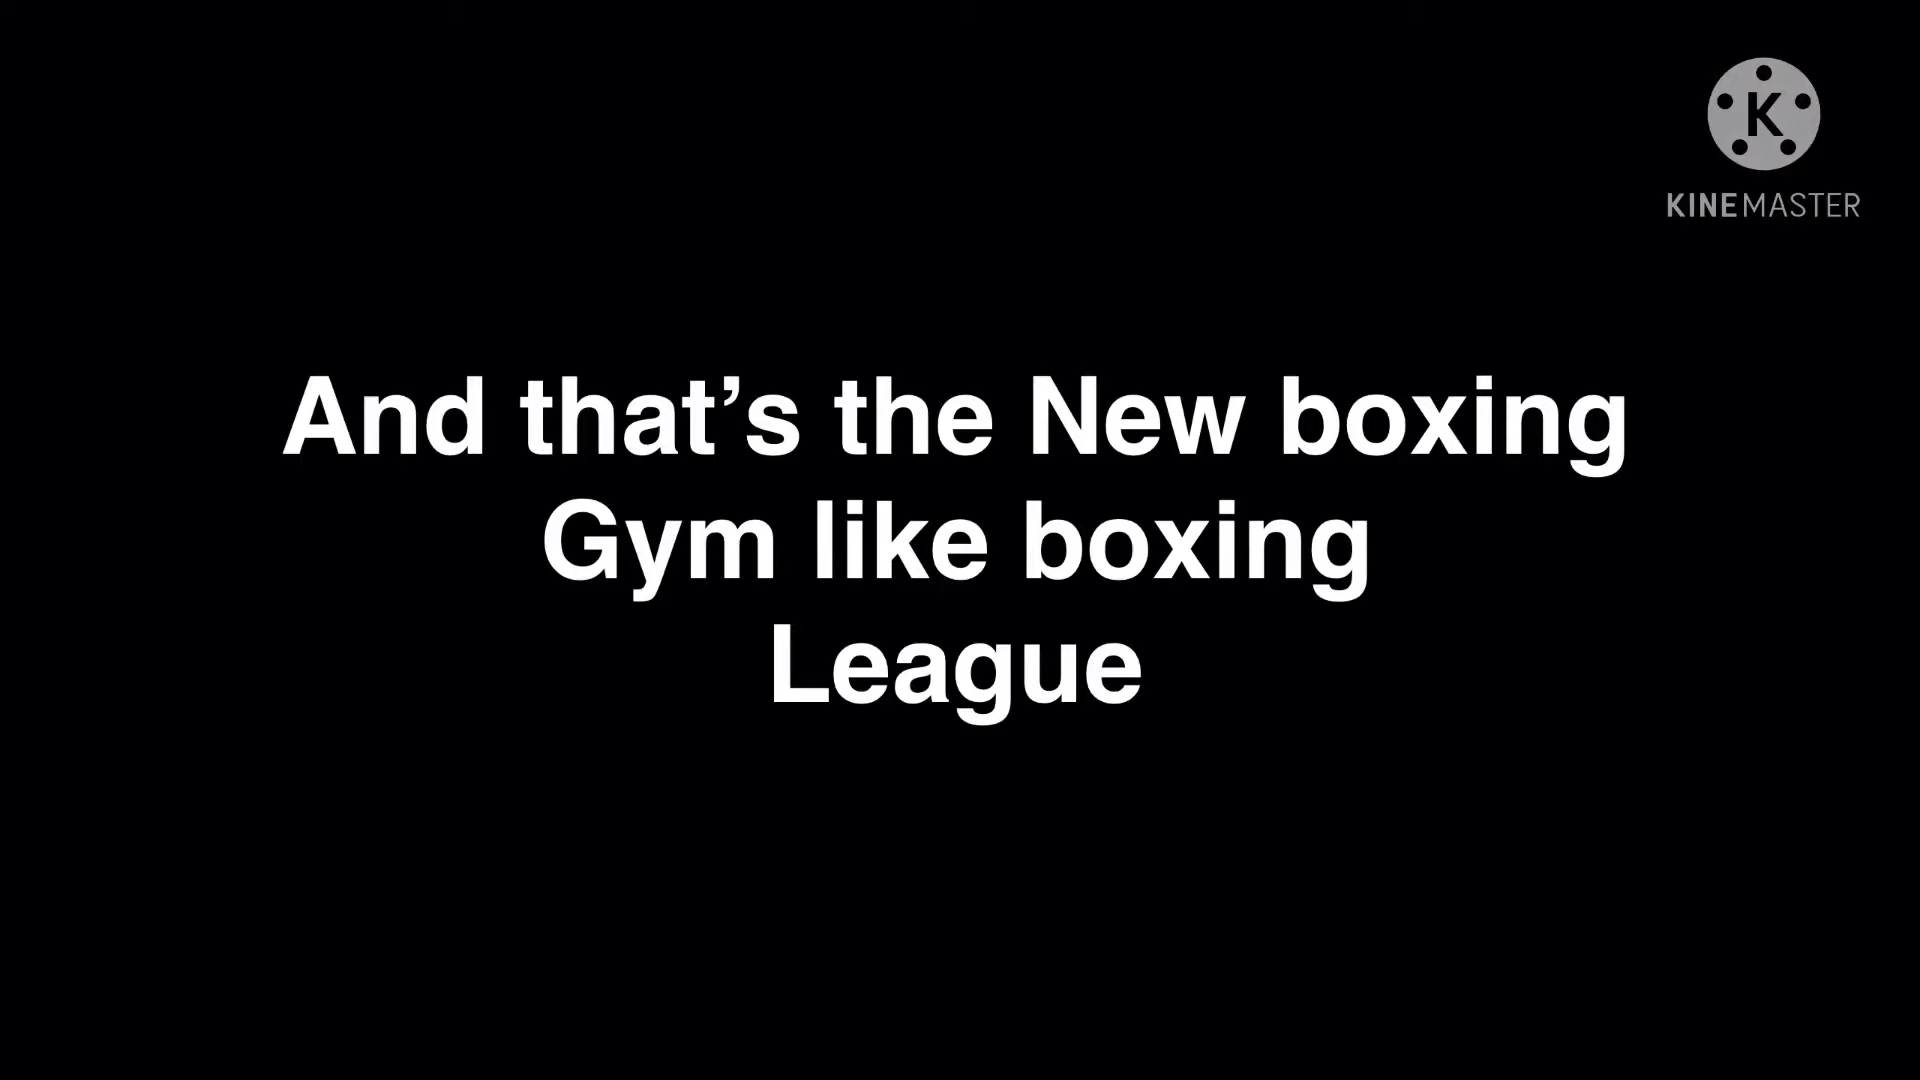 K
KINEMASTER
And that’s the New boxing
Gym like boxing
League